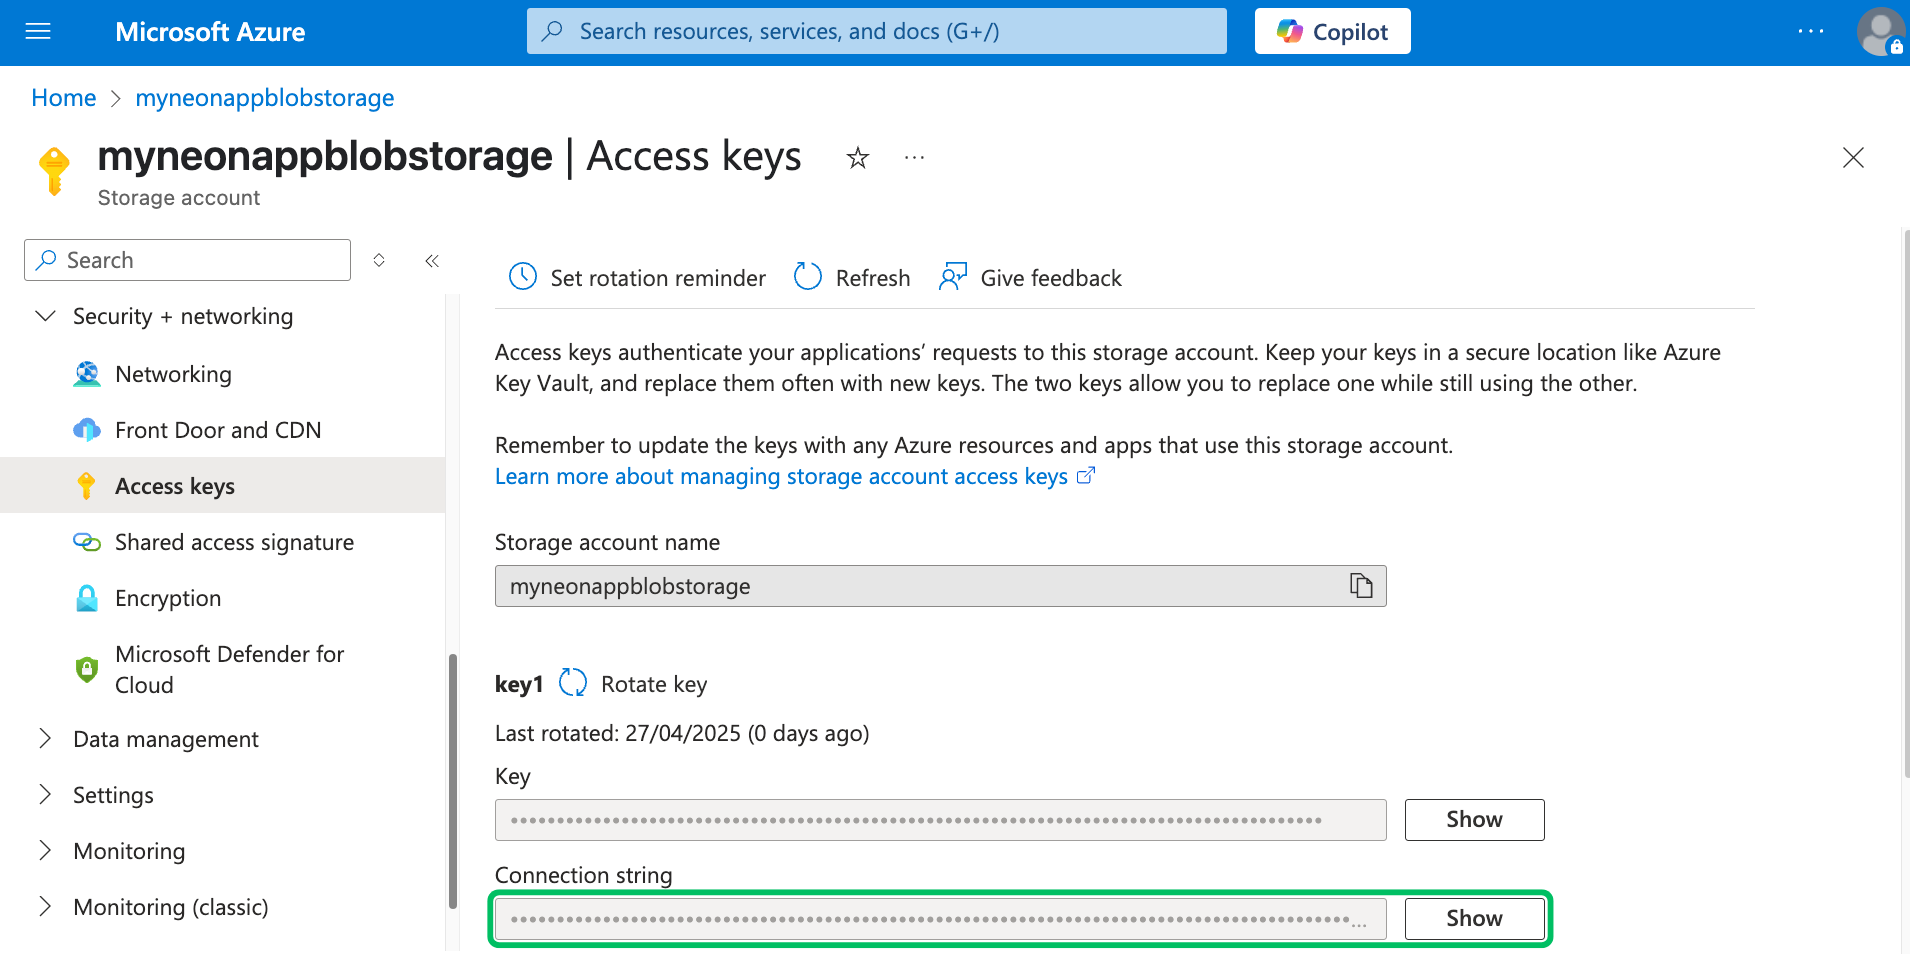 Microsoft Azure
Search resources, services, and docs (G+/)
Copilot
...
Home > myneonappblobstorage
myneonappblobstorage | Access keys
...
Storage account
Search
Security + networking
Networking
Front Door and CDN
Access keys
Shared access signature
Encryption
Microsoft Defender for
Cloud
Data management
Settings
Monitoring
Monitoring (classic)
Set rotation reminder
Refresh
Give feedback
Access keys authenticate your applications’ requests to this storage account. Keep your keys in a secure location like Azure
Key Vault, and replace them often with new keys. The two keys allow you to replace one while still using the other.
Remember to update the keys with any Azure resources and apps that use this storage account.
Learn more about managing storage account access keys
Storage account name
myneonappblobstorage
key1
Rotate key
Last rotated: 27/04/2025 (0 days ago)
Key
Show
Connection string
Show